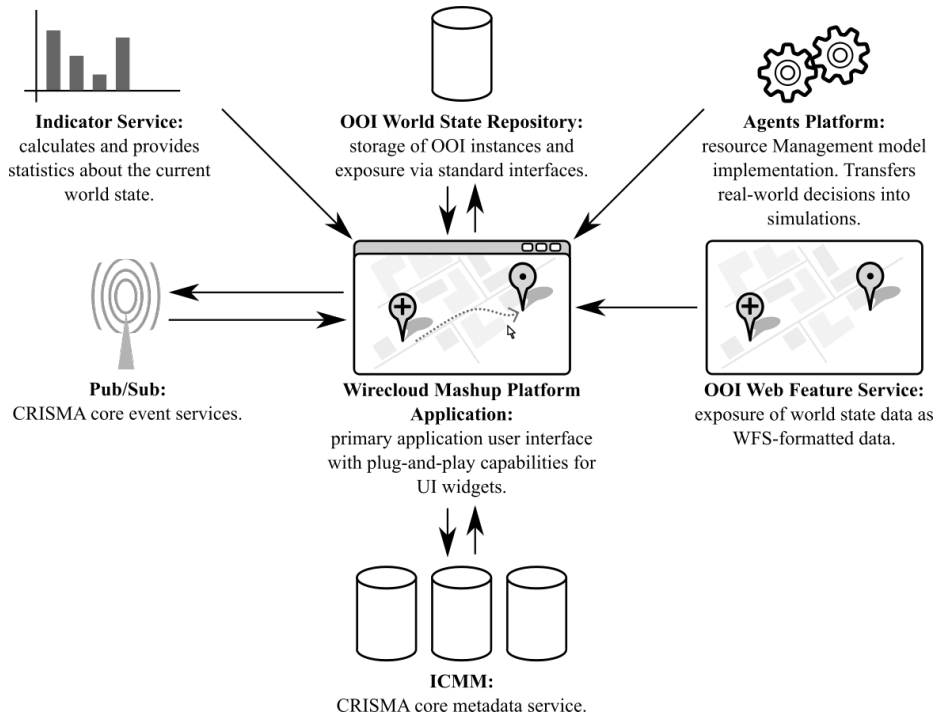 Indicator Service:
calculates and provides
statistics about the current
world state.
OOI World State Repository:
storage of OOI instances and
exposure via standard interfaces.
Agents Platform:
resource Management model
implementation. Transfers
real-world decisions into
simulations.
Pub/Sub:
CRISMA core event services.
Wirecloud Mashup Platform
Application:
primary application user interface
with plug-and-play capabilities for
UI widgets.
OOI Web Feature Service:
exposure of world state data as
WFS-formatted data.
ICMM:
CRISMA core metadata service.